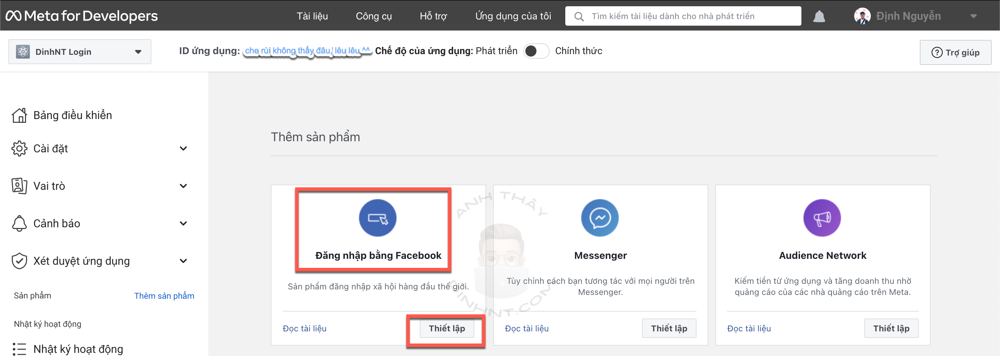 Meta for Developers
Tài liệu
Công cụ
Hỗ trợ
Ứng dụng của tôi
Tìm kiếm tài liệu dành cho nhà phát triển
Định Nguyễn
DinhNT Login
ID ứng dụng: che rùi không thấy đâu, lêu lêu ^^ Chế độ của ứng dụng: Phát triển
Chính thức
Trợ giúp
Bảng điều khiển
Cài đặt
Vai trò
Cảnh báo
Xét duyệt ứng dụng
Sản phẩm
Thêm sản phẩm
Nhật ký hoạt động
Nhật ký hoạt động
Thêm sản phẩm
Đăng nhập bằng Facebook
Sản phẩm đăng nhập xã hội hàng đầu thế giới.
Đọc tài liệu
Thiết lập
Messenger
Tùy chỉnh cách bạn tương tác với mọi người trên
Messenger.
Đọc tài liệu
Thiết lập
Audience Network
Kiếm tiền từ ứng dụng và tăng doanh thu nhờ
quảng cáo của các nhà quảng cáo trên Meta.
Đọc tài liệu
Thiết lập
ANH THẦY
DINHNT.COM